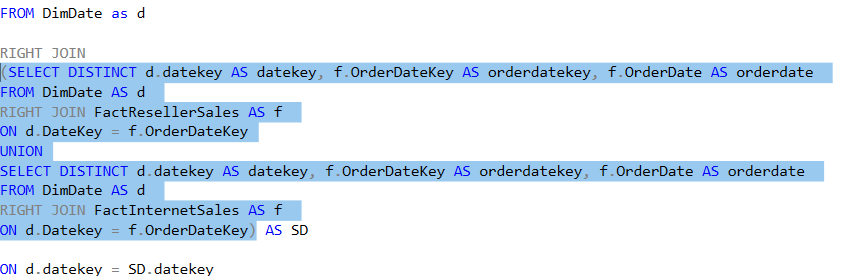 FROM DimDate as d
RIGHT JOIN
(SELECT DISTINCT d.datekey AS datekey, f.OrderDateKey AS orderdatekey, f.OrderDate AS orderdate
FROM DimDate AS d
RIGHT JOIN FactResellerSales AS f
ON d.DateKey = f.OrderDateKey
UNION
SELECT DISTINCT d.datekey AS datekey, f.OrderDateKey AS orderdatekey, f.OrderDate AS orderdate
FROM DimDate AS d
RIGHT JOIN FactInternetSales AS f
ON d.Datekey = f.OrderDateKey) AS SD
ON d.datekey = SD.datekey